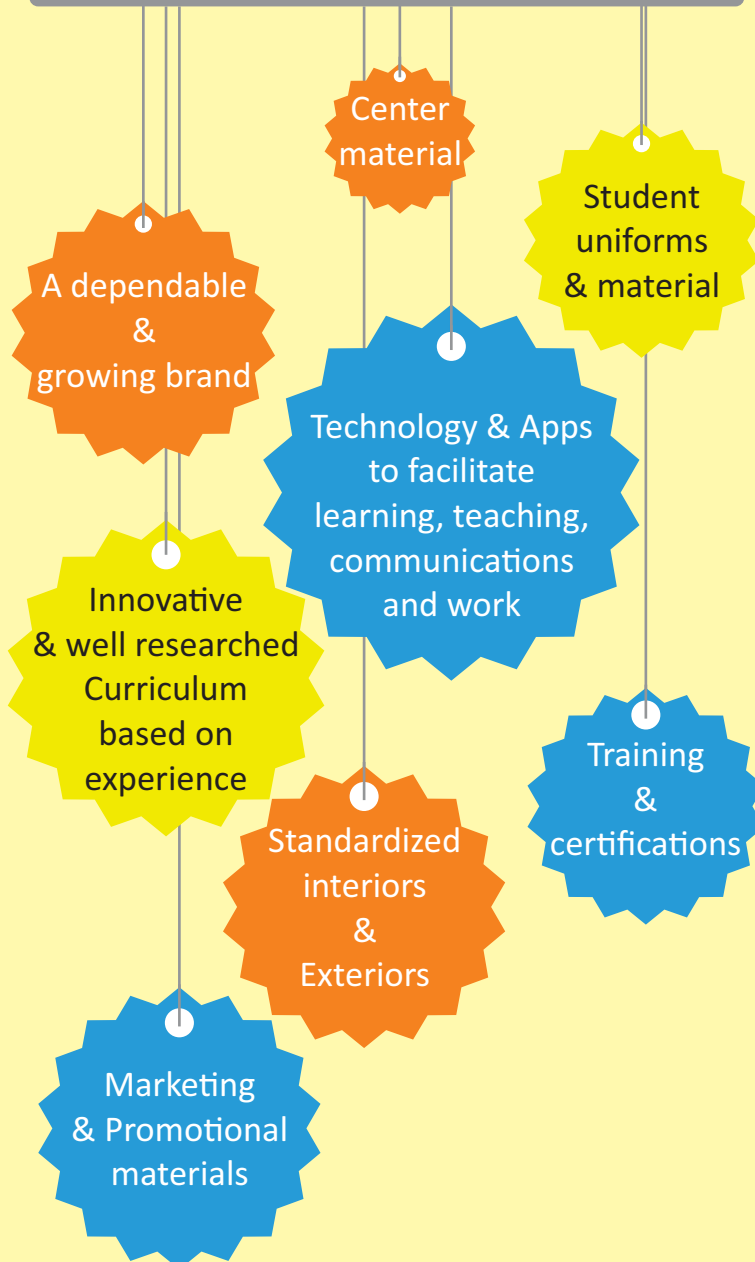 Center
material
Student
uniforms
& material
A dependable
&
growing brand
Technology & Apps
to facilitate
learning, teaching,
communications
and work
Innovative
& well researched
Curriculum
based on
experience
Training
&
certifications
Standardized
interiors
&
Exteriors
Marketing
& Promotional
materials